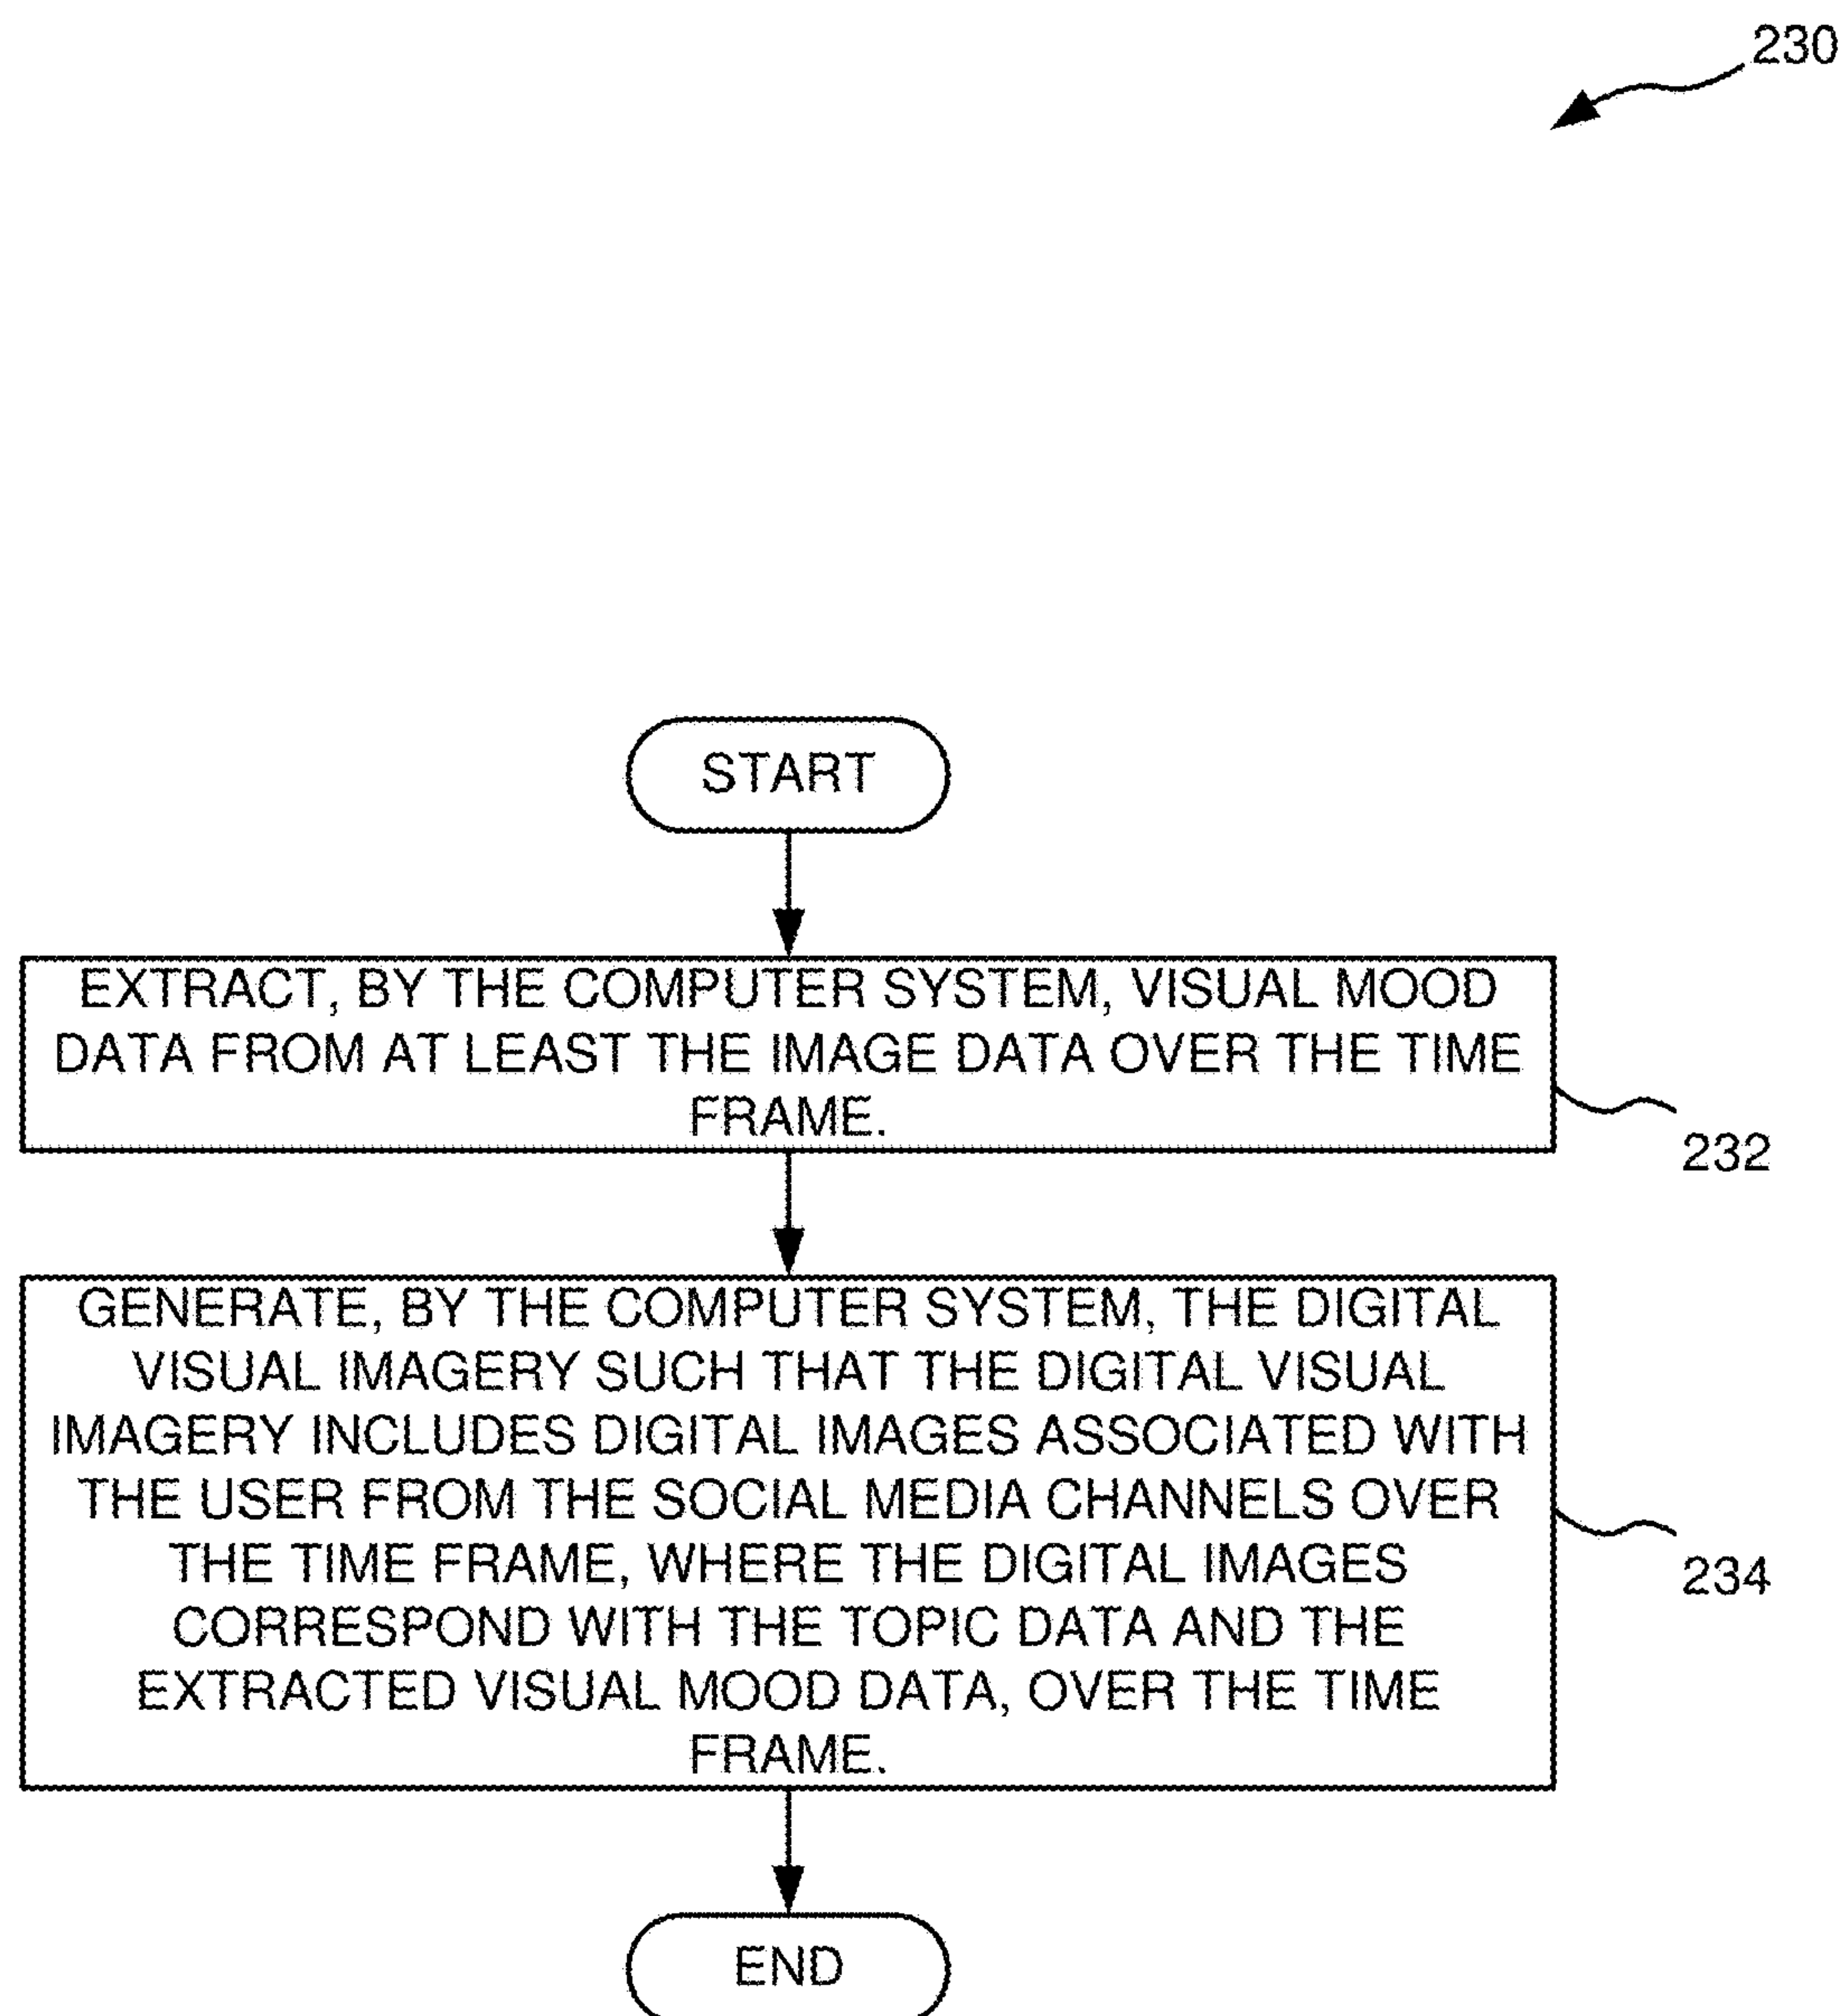 230
START
EXTRACT, BY THE COMPUTER SYSTEM, VISUAL MOOD
DATA FROM AT LEAST THE IMAGE DATA OVER THE TIME
FRAME.
232
GENERATE, BY THE COMPUTER SYSTEM, THE DIGITAL
VISUAL IMAGERY SUCH THAT THE DIGITAL VISUAL
IMAGERY INCLUDES DIGITAL IMAGES ASSOCIATED WITH
THE USER FROM THE SOCIAL MEDIA CHANNELS OVER
THE TIME FRAME, WHERE THE DIGITAL IMAGES
CORRESPOND WITH THE TOPIC DATA AND THE
EXTRACTED VISUAL MOOD DATA, OVER THE TIME
FRAME.
234
END